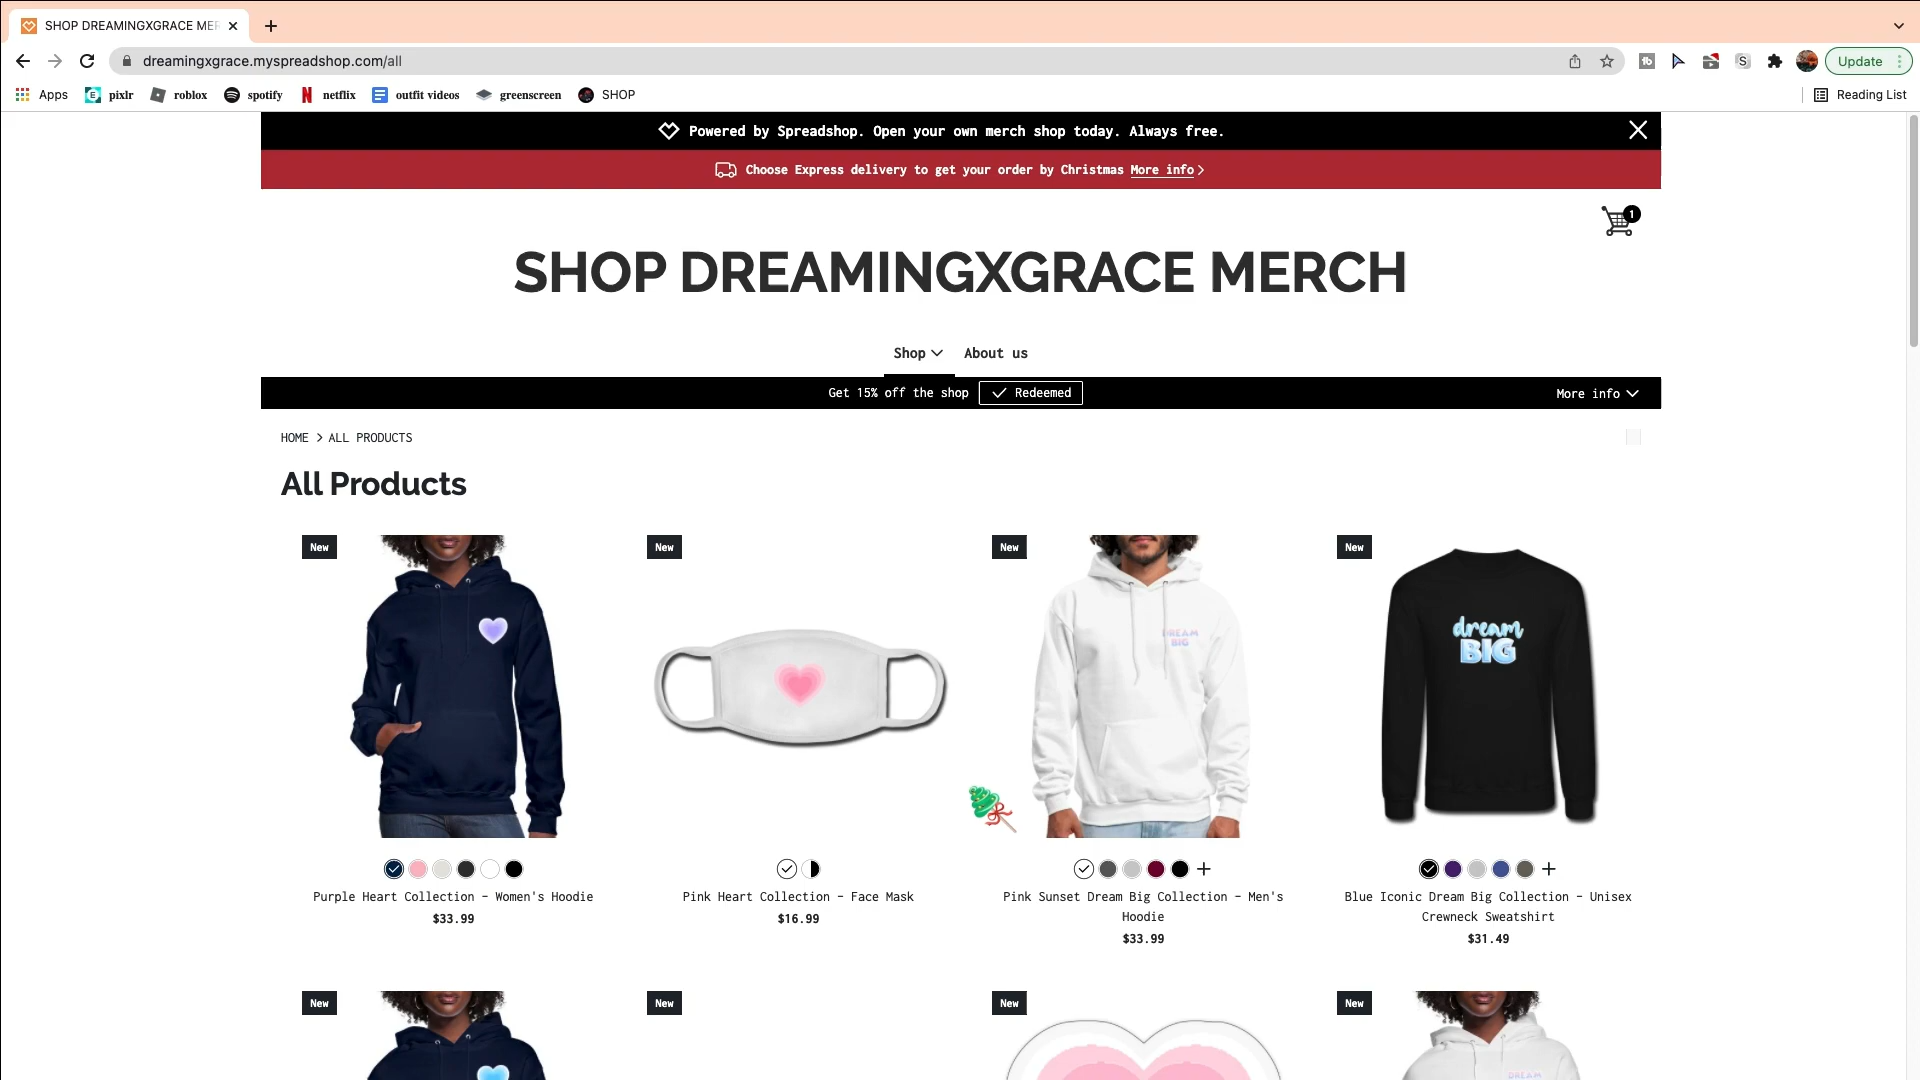 SHOP DREAMINGXGRACE MER
dreamingxgrace.myspreadshop.com/all
Update
Apps
pixlr
roblox
spotify
netflix
outfit videos
greenscreen
SHOP
Reading List
Powered by Spreadshop. Open your own merch shop today. Always free.
Choose Express delivery to get your order by Christmas More info
1
SHOP DREAMINGXGRACE MERCH
Shop
About us
Get 15% off the shop
Redeemed
More info
HOME > ALL PRODUCTS
All Products
New
New
New
New
DREAM
BIG
dream
BIG
Purple Heart Collection - Women's Hoodie
$33.99
Pink Heart Collection - Face Mask
$16.99
Pink Sunset Dream Big Collection - Men's
Hoodie
$33.99
Blue Iconic Dream Big Collection - Unisex
Crewneck Sweatshirt
$31.49
New
New
New
New
DREAM